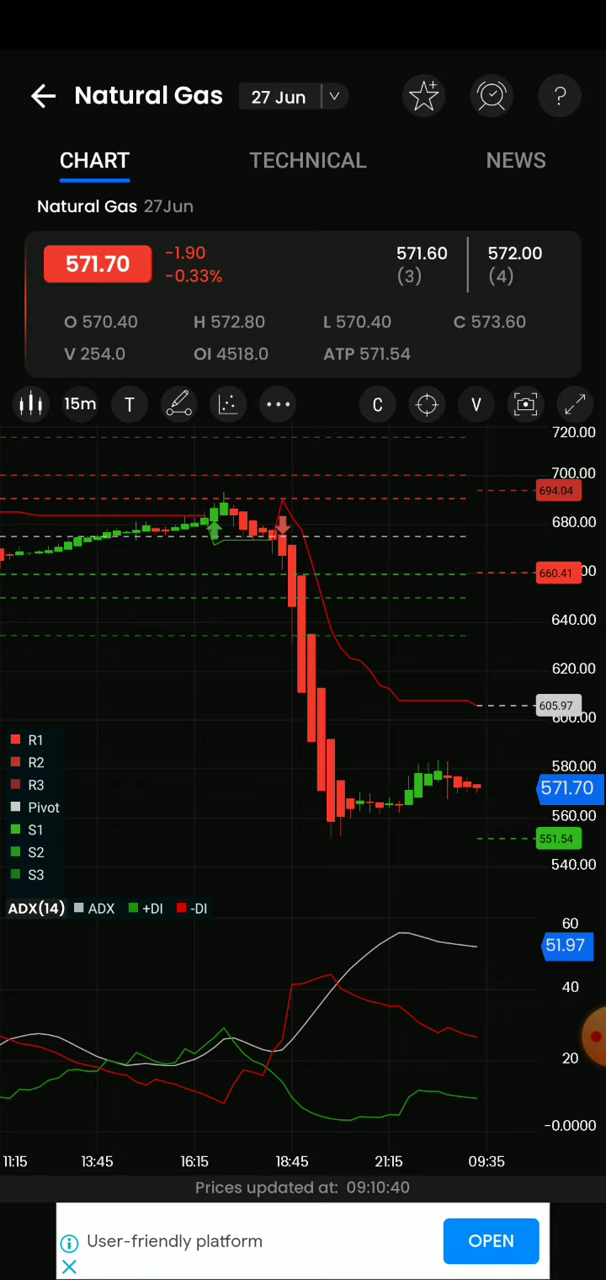 Natural Gas 27 Jun ?
CHART TECHNICAL NEWS
Natural Gas 27Jun
571.70 -1.90 571.60 572.00
-0.33% (3) (4)
O 570.40 H 572.80 L 570.40 C 573.60
V 254.0 OI 4518.0 ATP 571.54
15m T C V
720.00
700.00
694.04
680.00
660.41
640.00
620.00
605.97
600.00
580.00
571.70
560.00
551.54
540.00
R1
R2
R3
Pivot
S1
S2
S3
ADX(14) ADX +DI -DI
60
51.97
40
20
-0.0000
11:15 13:45 16:15 18:45 21:15 09:35
Prices updated at: 09:10:40
User-friendly platform OPEN